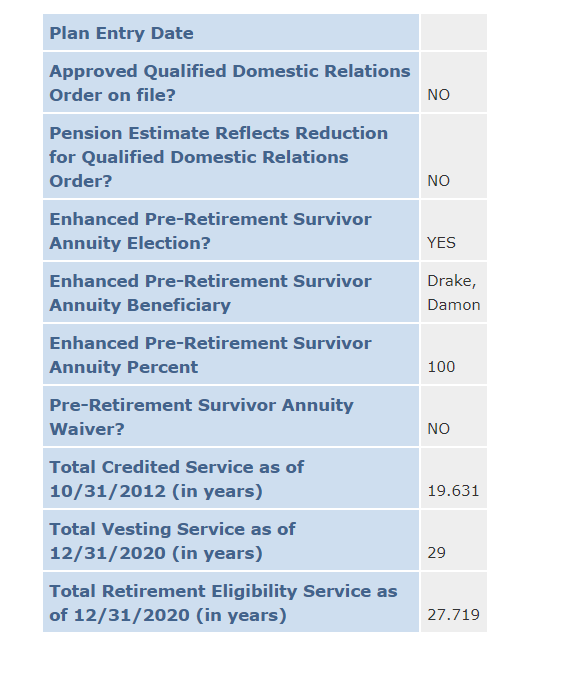 Plan Entry Date
Approved Qualified Domestic Relations
Order on file?
NO
Pension Estimate Reflects Reduction
for Qualified Domestic Relations
Order?
NO
Enhanced Pre-Retirement Survivor
Annuity Election?
YES
Enhanced Pre-Retirement Survivor
Annuity Beneficiary
Drake,
Damon
Enhanced Pre-Retirement Survivor
Annuity Percent
100
Pre-Retirement Survivor Annuity
Waiver?
NO
Total Credited Service as of
10/31/2012 (in years)
19.631
Total Vesting Service as of
12/31/2020 (in years)
29
Total Retirement Eligibility Service as
of 12/31/2020 (in years)
27.719